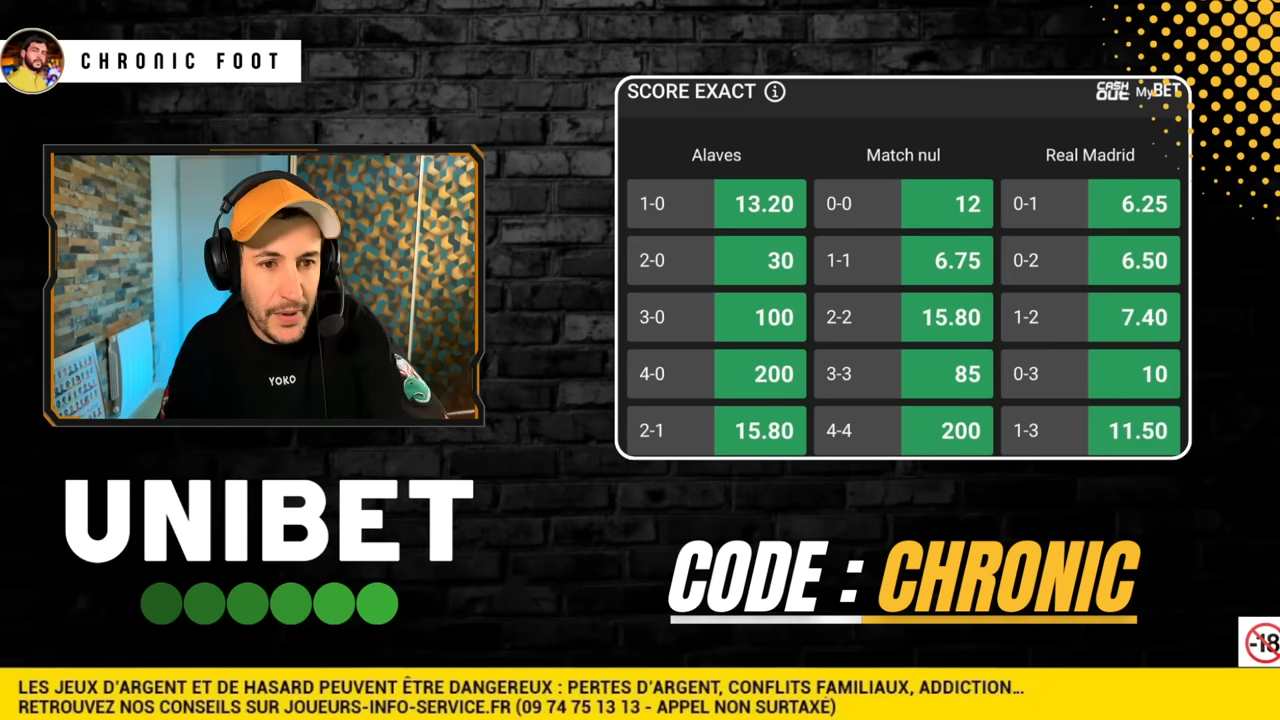 CHRONIC FOOT
SCORE EXACT
CASH OUT MyBET
Alaves Match nul Real Madrid
1-0 13.20 0-0 12 0-1 6.25
2-0 30 1-1 6.75 0-2 6.50
3-0 100 2-2 15.80 1-2 7.40
4-0 200 3-3 85 0-3 10
2-1 15.80 4-4 200 1-3 11.50
YOKO
UNIBET
CODE : CHRONIC
-18
LES JEUX D'ARGENT ET DE HASARD PEUVENT ÊTRE DANGEREUX : PERTES D'ARGENT, CONFLITS FAMILIAUX, ADDICTION...
RETROUVEZ NOS CONSEILS SUR JOUEURS-INFO-SERVICE.FR (09 74 75 13 13 - APPEL NON SURTAXÉ)